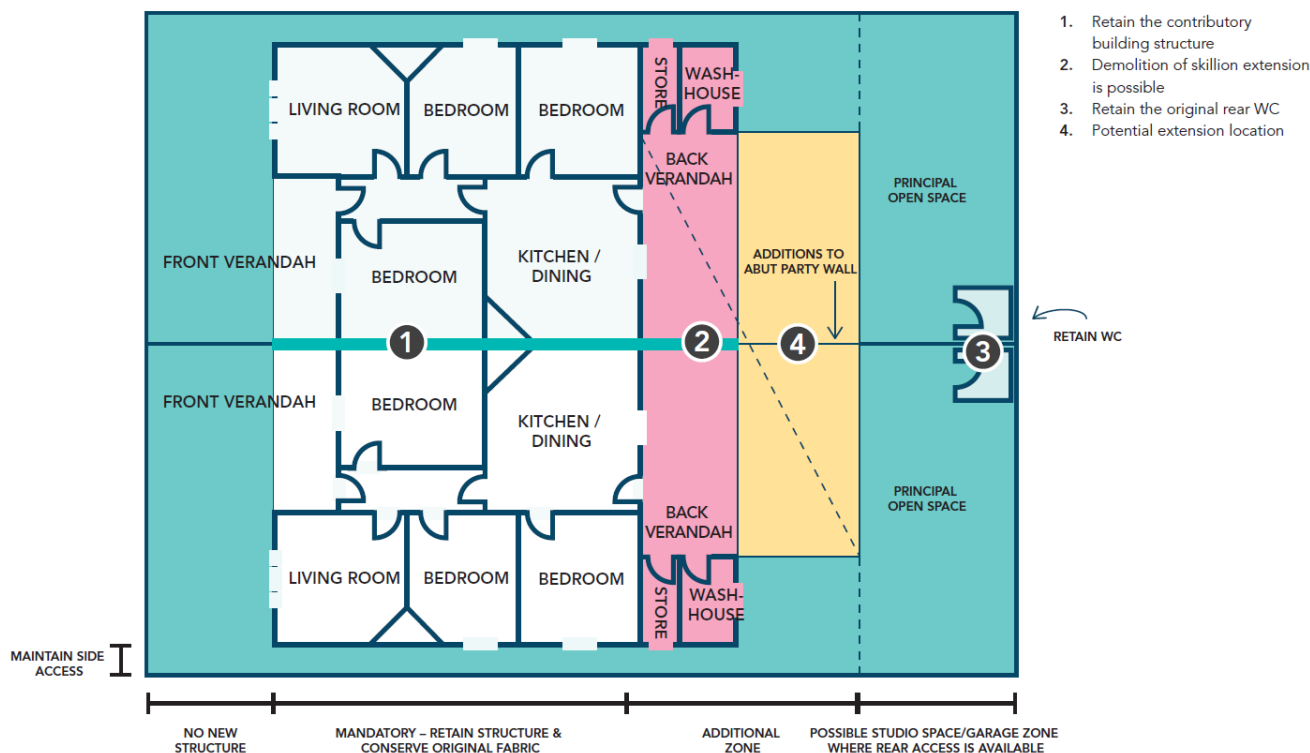 1. Retain the contributory
building structure
2. Demolition of skillion extension
is possible
3. Retain the original rear WC
4. Potential extension location
STORE
WASH-
HOUSE
LIVING ROOM
BEDROOM
BEDROOM
BACK
VERANDAH
PRINCIPAL
OPEN SPACE
FRONT VERANDAH
BEDROOM
KITCHEN /
DINING
ADDITIONS TO
ABUT PARTY WALL
RETAIN WC
1
2
4
3
FRONT VERANDAH
BEDROOM
KITCHEN /
DINING
PRINCIPAL
OPEN SPACE
BACK
VERANDAH
LIVING ROOM
BEDROOM
BEDROOM
STORE
WASH-
HOUSE
MAINTAIN SIDE
ACCESS
NO NEW
STRUCTURE
MANDATORY – RETAIN STRUCTURE &
CONSERVE ORIGINAL FABRIC
ADDITIONAL
ZONE
POSSIBLE STUDIO SPACE/GARAGE ZONE
WHERE REAR ACCESS IS AVAILABLE